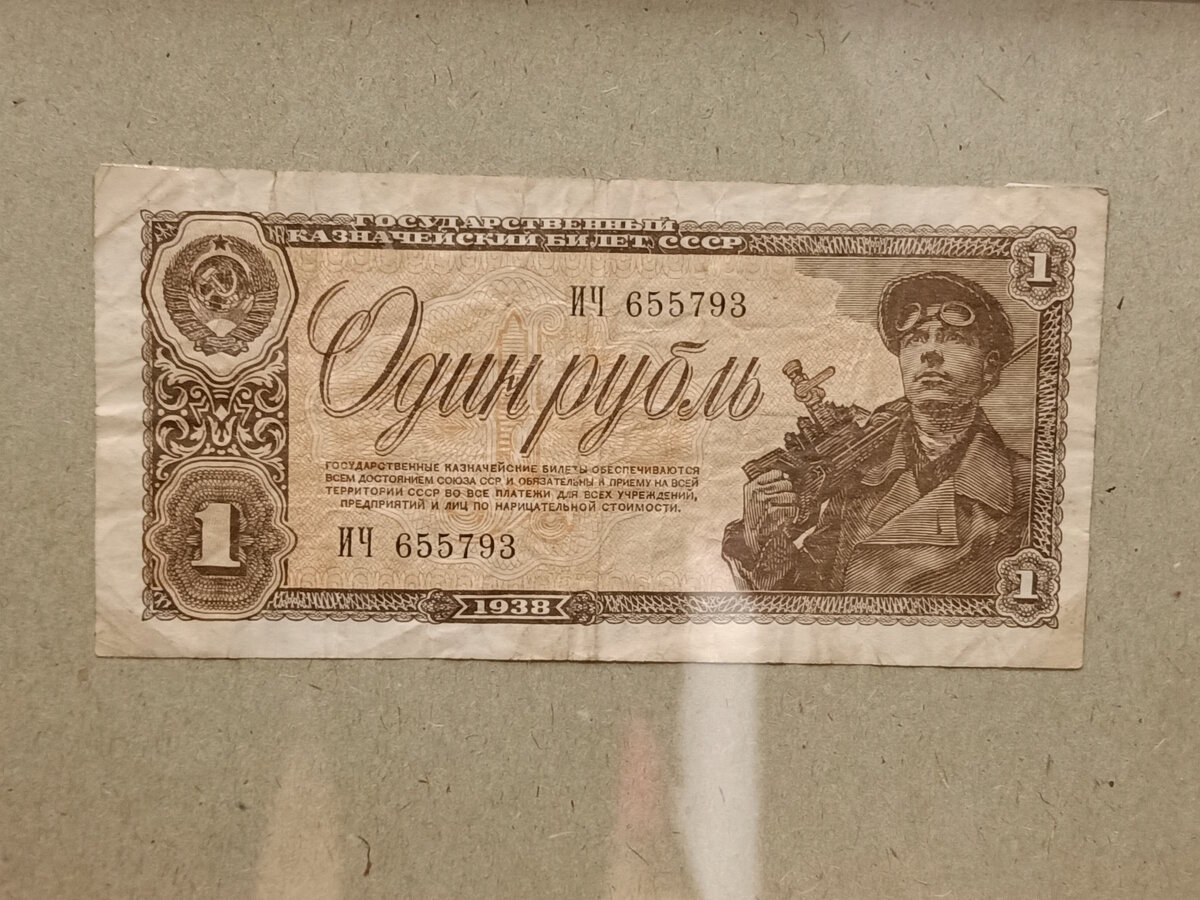 ГОСУДАРСТВЕННЫЙ
КАЗНАЧЕЙСКИЙ БИЛЕТ СССР
1
ИЧ 655793
Один рубль
ГОСУДАРСТВЕННЫЕ КАЗНАЧЕЙСКИЕ БИЛЕТЫ ОБЕСПЕЧИВАЮТСЯ
ВСЕМ ДОСТОЯНИЕМ СОЮЗА ССР И ОБЯЗАТЕЛЬНЫ К ПРИЕМУ НА ВСЕЙ
ТЕРРИТОРИИ СССР ВО ВСЕ ПЛАТЕЖИ ДЛЯ ВСЕХ УЧРЕЖДЕНИЙ,
ПРЕДПРИЯТИЙ И ЛИЦ ПО НАРИЦАТЕЛЬНОЙ СТОИМОСТИ.
1
ИЧ 655793
1
1938